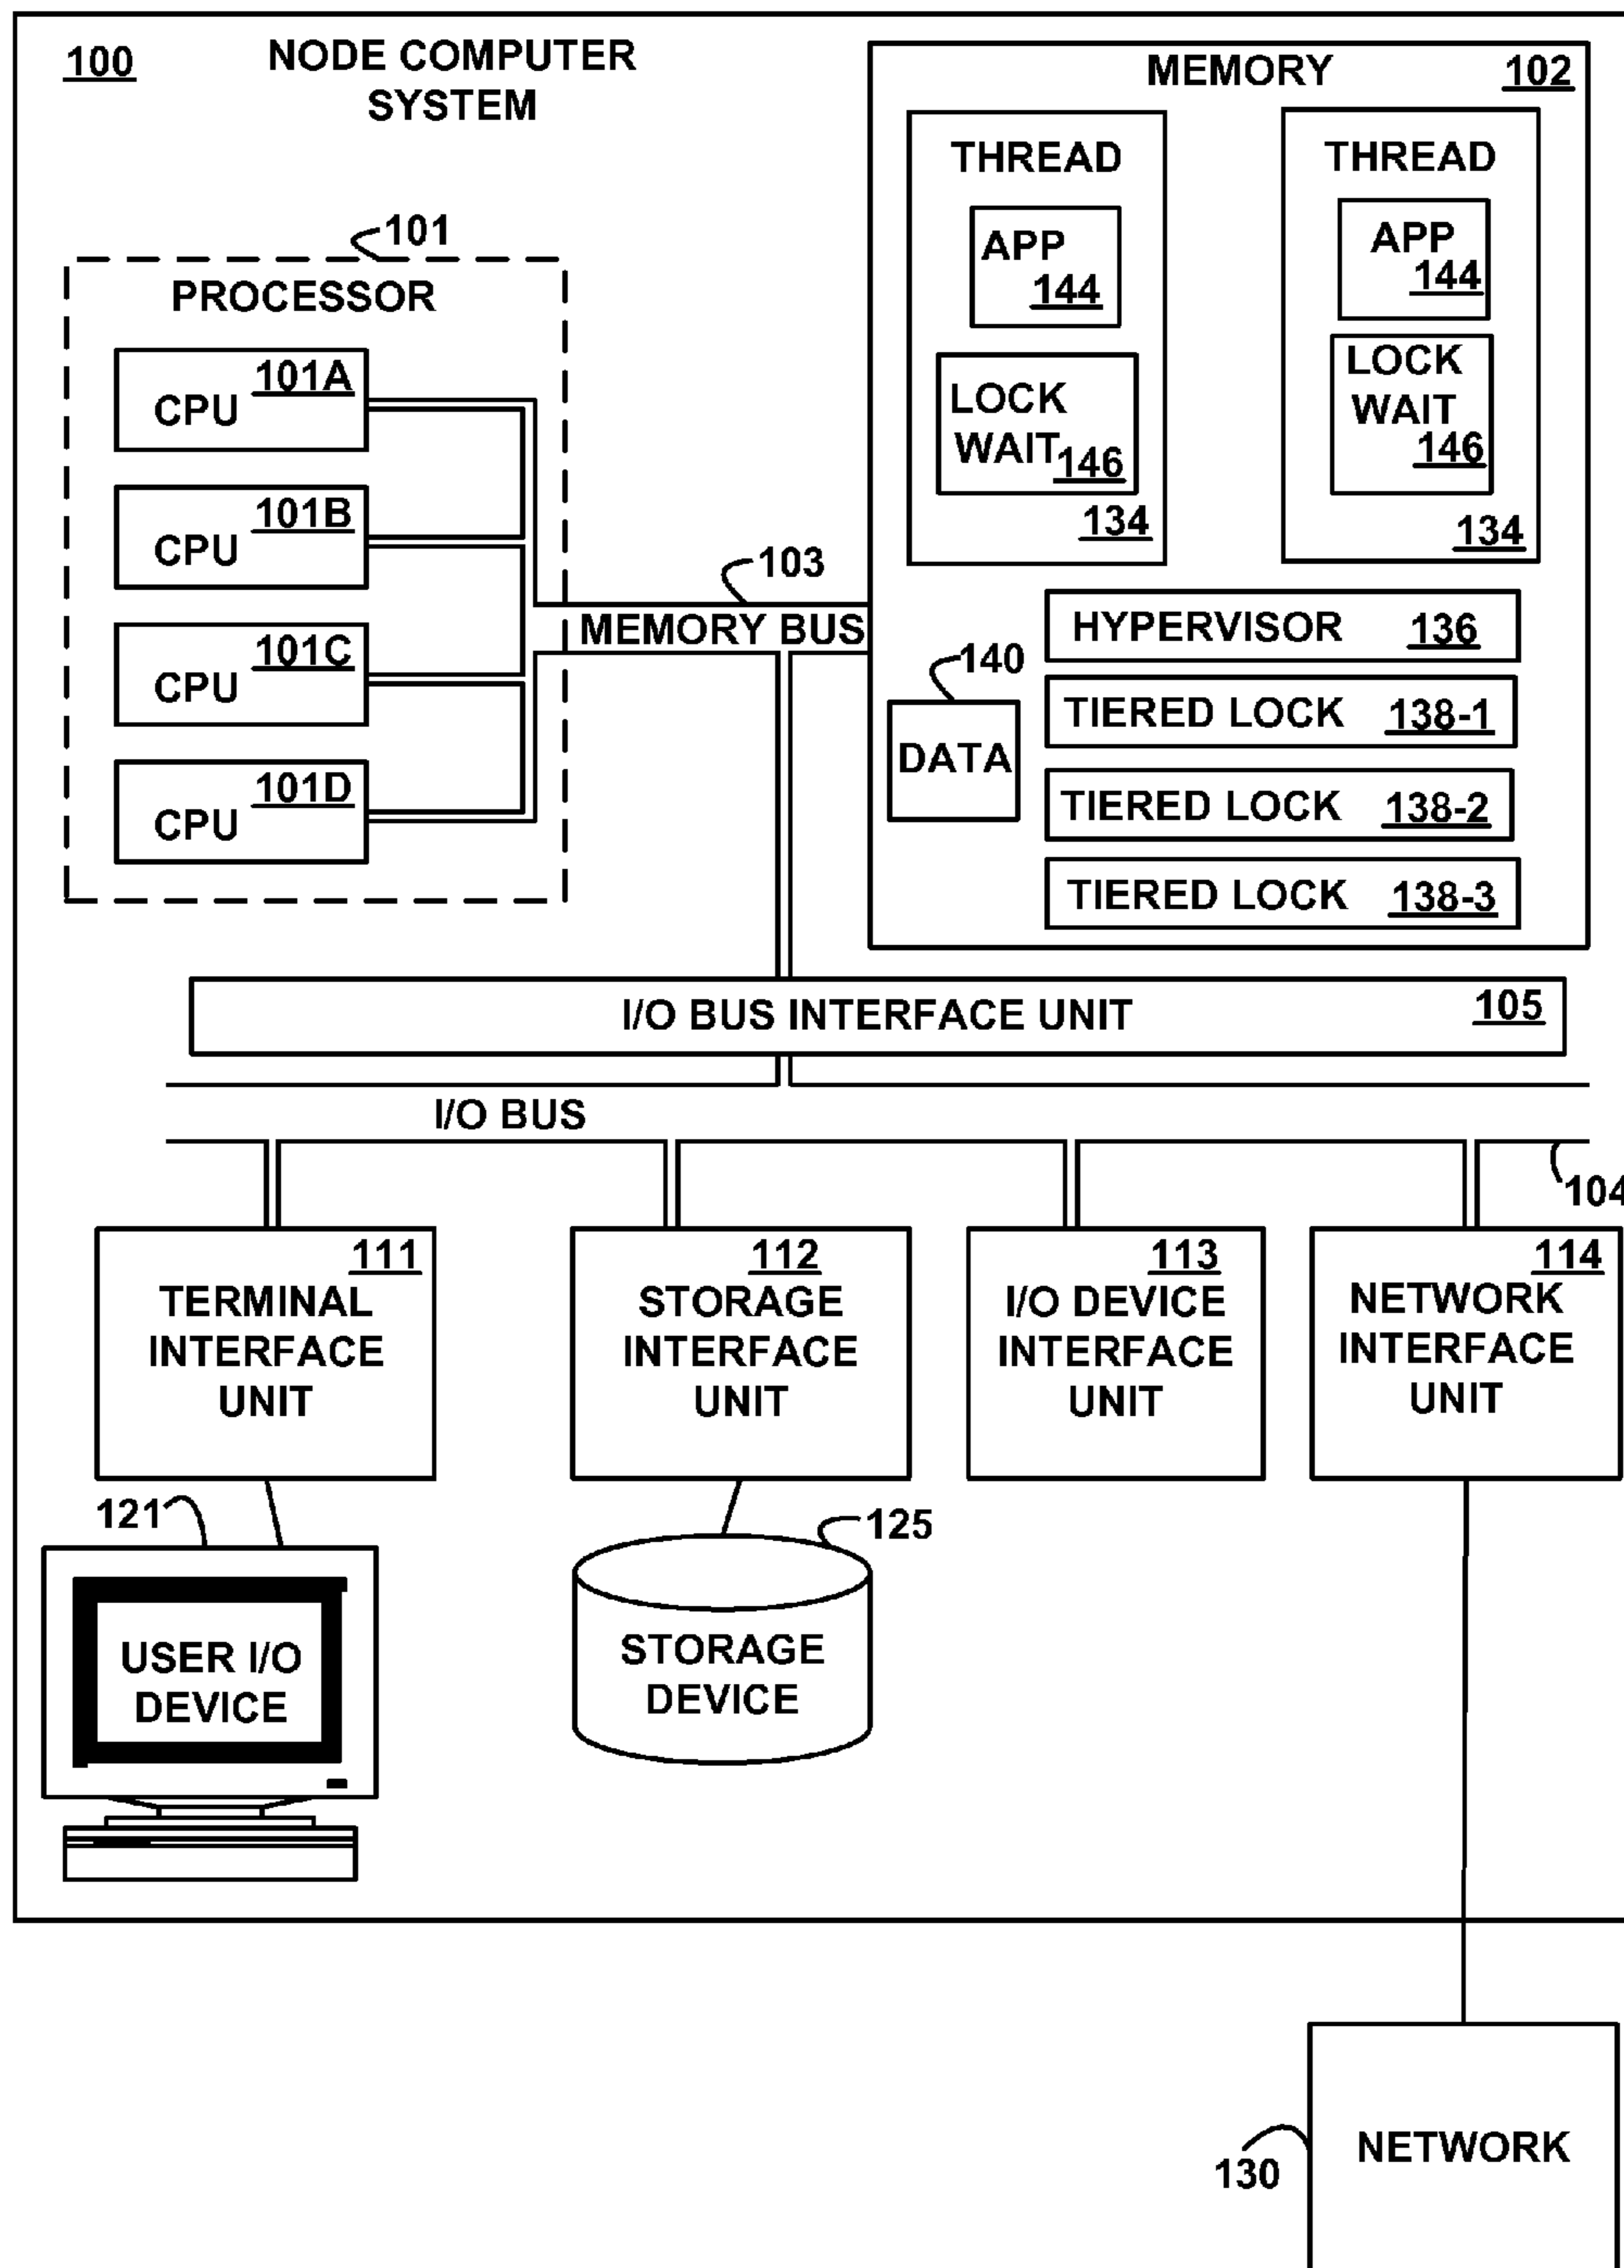 100
NODE COMPUTER
SYSTEM
MEMORY
102
THREAD
APP
144
LOCK
WAIT
146
134
THREAD
APP
144
LOCK
WAIT
146
134
101
PROCESSOR
CPU 101A
CPU 101B
CPU 101C
CPU 101D
103
MEMORY BUS
140
DATA
HYPERVISOR 136
TIERED LOCK 138-1
TIERED LOCK 138-2
TIERED LOCK 138-3
I/O BUS INTERFACE UNIT 105
I/O BUS
104
111
TERMINAL
INTERFACE
UNIT
112
STORAGE
INTERFACE
UNIT
113
I/O DEVICE
INTERFACE
UNIT
114
NETWORK
INTERFACE
UNIT
121
USER I/O
DEVICE
125
STORAGE
DEVICE
130
NETWORK